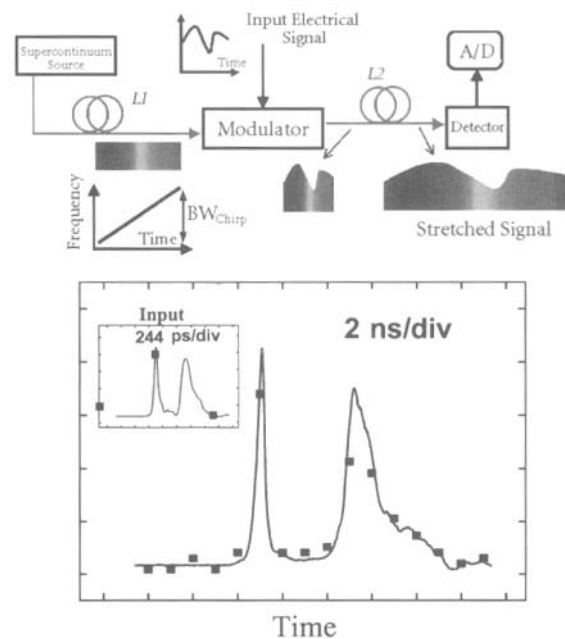 Supercontinuum
Source
L1
Time
Input Electrical
Signal
Modulator
L2
A/D
Detector
Frequency
Time
BWChirp
Stretched Signal
Input
244 ps/div
2 ns/div
Time